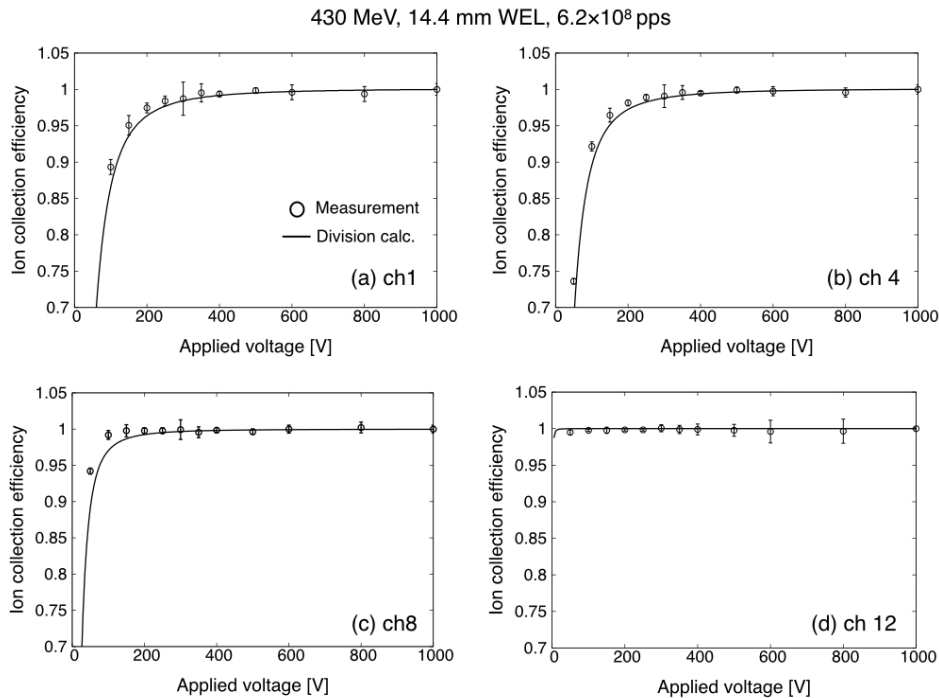 430 MeV, 14.4 mm WEL, 6.2×10⁸ pps
1.05
1
0.95
0.9
0.85
0.8
0.75
0.7
Ion collection efficiency
Measurement
Division calc.
(a) ch1
0 200 400 600 800 1000
Applied voltage [V]
1.05
1
0.95
0.9
0.85
0.8
0.75
0.7
Ion collection efficiency
(b) ch 4
0 200 400 600 800 1000
Applied voltage [V]
1.05
1
0.95
0.9
0.85
0.8
0.75
0.7
Ion collection efficiency
(c) ch8
0 200 400 600 800 1000
Applied voltage [V]
1.05
1
0.95
0.9
0.85
0.8
0.75
0.7
Ion collection efficiency
(d) ch 12
0 200 400 600 800 1000
Applied voltage [V]